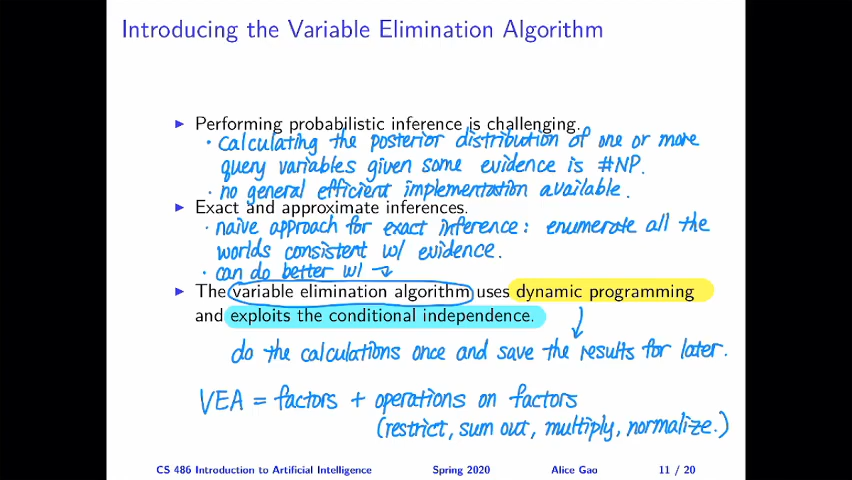 Introducing the Variable Elimination Algorithm
▶ Performing probabilistic inference is challenging.
• calculating the posterior distribution of one or more
query variables given some evidence is #NP.
• no general efficient implementation available.
▶ Exact and approximate inferences.
• naive approach for exact inference: enumerate all the
worlds consistent w/ evidence.
• can do better w/ →
▶ The variable elimination algorithm uses dynamic programming
and exploits the conditional independence.
do the calculations once and save the results for later.
VEA = factors + operations on factors
(restrict, sum out, multiply, normalize.)
CS 486 Introduction to Artificial Intelligence Spring 2020 Alice Gao 11 / 20